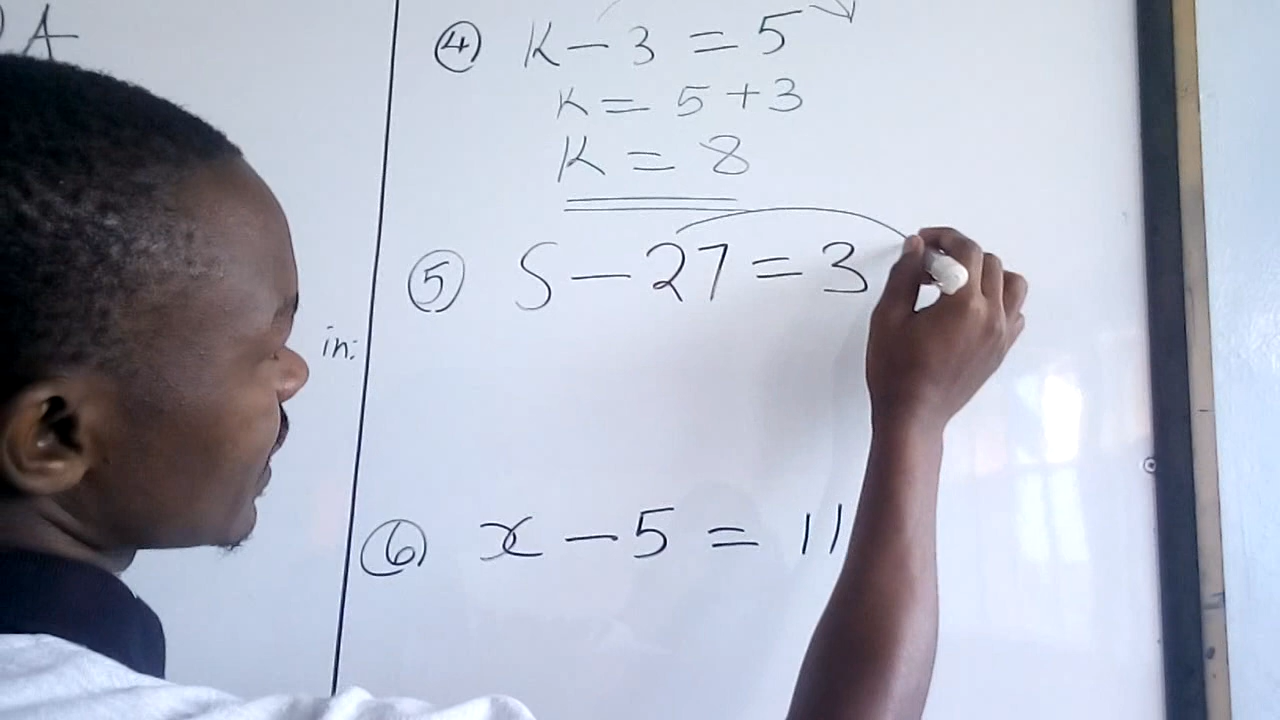 A
④ K - 3 = 5
K = 5 + 3
K = 8
in:
⑤ S - 27 = 3
⑥ x - 5 = 11